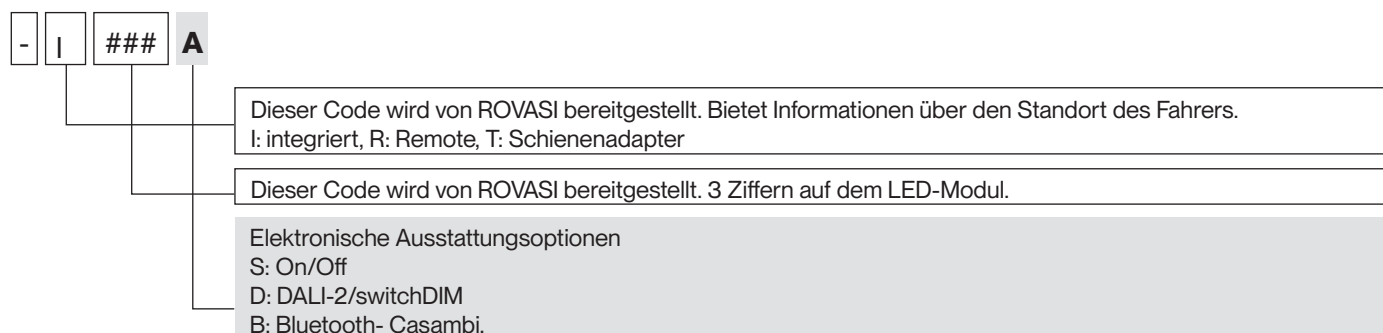 - I ### A
Dieser Code wird von ROVASI bereitgestellt. Bietet Informationen über den Standort des Fahrers.
I: integriert, R: Remote, T: Schienenadapter
Dieser Code wird von ROVASI bereitgestellt. 3 Ziffern auf dem LED-Modul.
Elektronische Ausstattungsoptionen
S: On/Off
D: DALI-2/switchDIM
B: Bluetooth- Casambi.